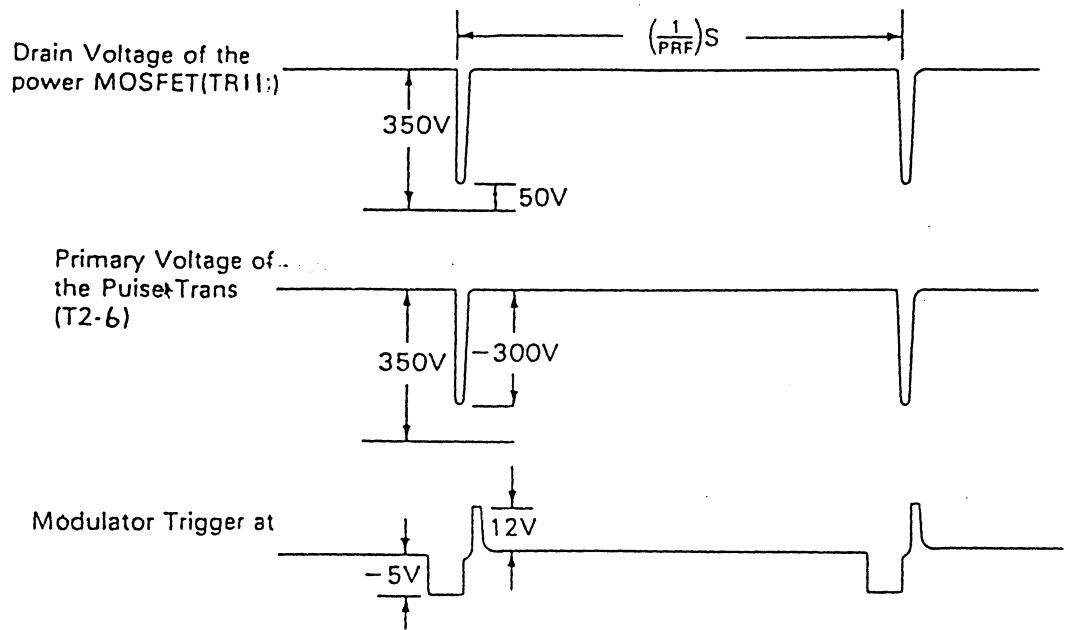 (1/PRF)S
Drain Voltage of the
power MOSFET(TR11;)
350V
50V
Primary Voltage of
the Puise Trans
(T2-6)
350V
-300V
Modulator Trigger at
12V
-5V